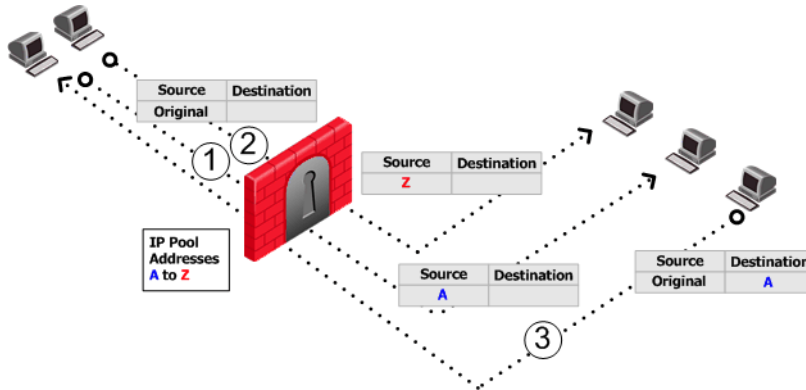 Source Destination
Original
1
2
Source Destination
Z
IP Pool
Addresses
A to Z
Source Destination
A
Source Destination
Original A
3